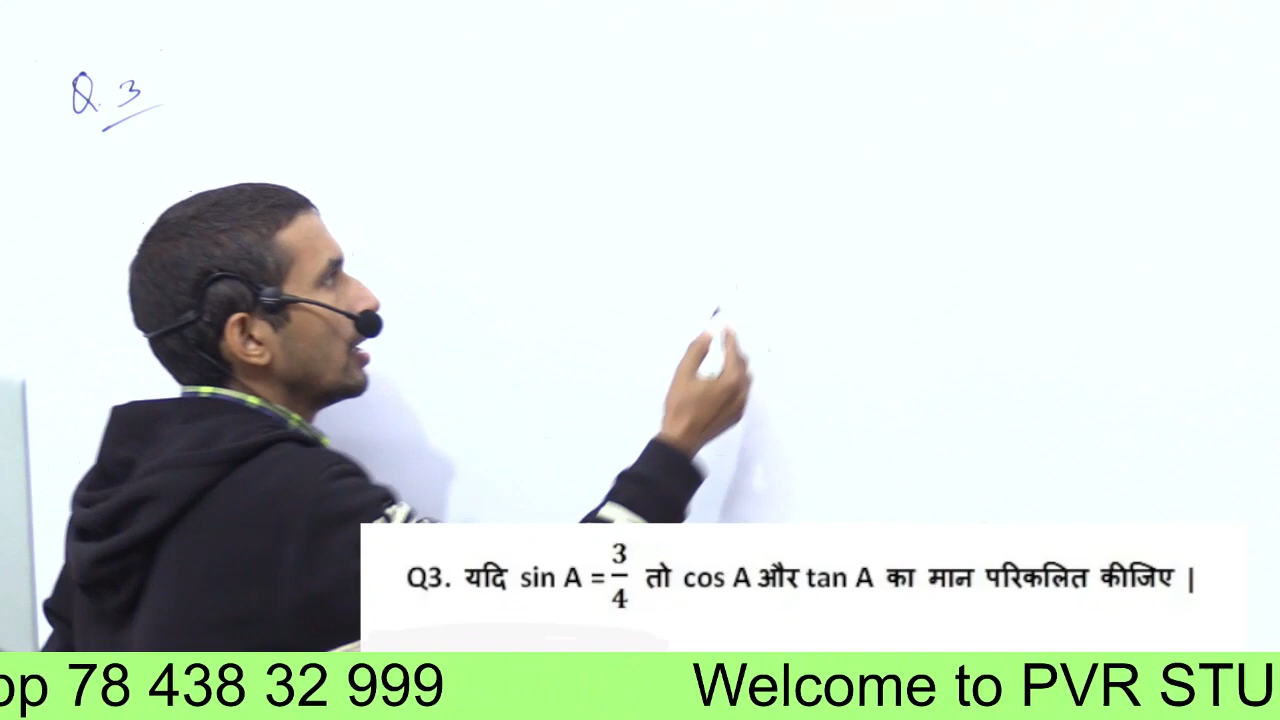 Q. 3
Q3. यदि sin A = 3/4 तो cos A और tan A का मान परिकलित कीजिए |
pp 78 438 32 999 Welcome to PVR STU